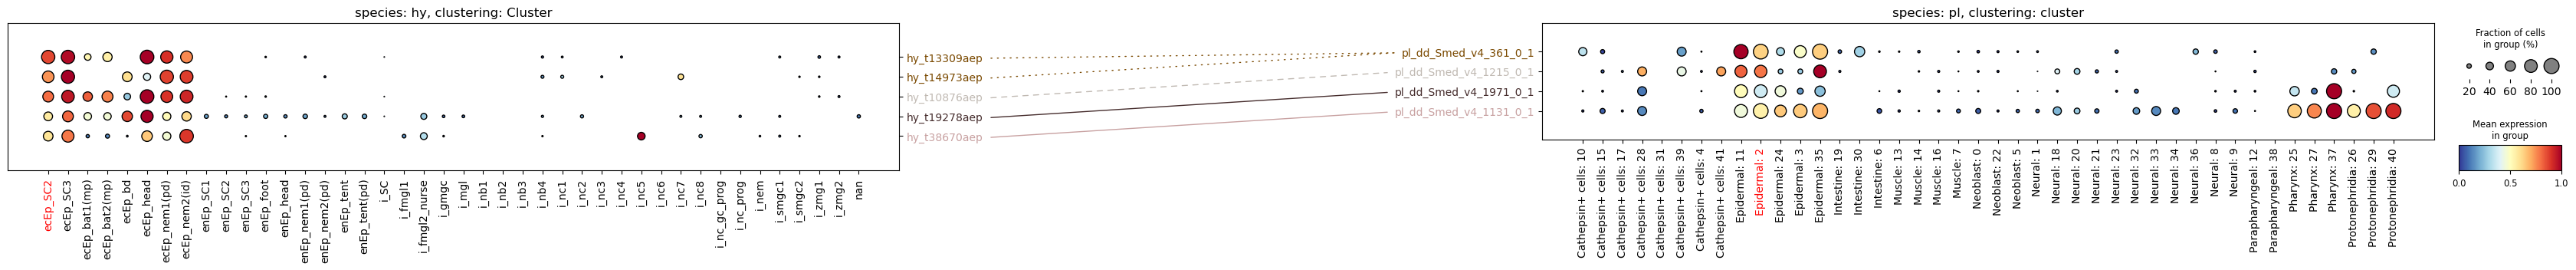 species: hy, clustering: Cluster
hy_t13309aep
hy_t14973aep
hy_t10876aep
hy_t19278aep
hy_t38670aep
ecEp_SC2
ecEp_SC3
ecEp_bat1(mp)
ecEp_bat2(mp)
ecEp_bd
ecEp_head
ecEp_nem1(pd)
ecEp_nem2(id)
enEp_SC1
enEp_SC2
enEp_SC3
enEp_foot
enEp_head
enEp_nem1(pd)
enEp_nem2(pd)
enEp_tent
enEp_tent(pd)
i_SC
i_fmgl1
i_fmgl2_nurse
i_gmgc
i_mgl
i_nb1
i_nb2
i_nb3
i_nb4
i_nc1
i_nc2
i_nc3
i_nc4
i_nc5
i_nc6
i_nc7
i_nc8
i_nc_gc_prog
i_nc_prog
i_nem
i_smgc1
i_smgc2
i_zmg1
i_zmg2
nan
species: pl, clustering: cluster
pl_dd_Smed_v4_361_0_1
pl_dd_Smed_v4_1215_0_1
pl_dd_Smed_v4_1971_0_1
pl_dd_Smed_v4_1131_0_1
Cathepsin+ cells: 10
Cathepsin+ cells: 15
Cathepsin+ cells: 17
Cathepsin+ cells: 28
Cathepsin+ cells: 31
Cathepsin+ cells: 39
Cathepsin+ cells: 4
Cathepsin+ cells: 41
Epidermal: 11
Epidermal: 2
Epidermal: 24
Epidermal: 3
Epidermal: 35
Intestine: 19
Intestine: 30
Intestine: 6
Muscle: 13
Muscle: 14
Muscle: 16
Muscle: 7
Neoblast: 0
Neoblast: 22
Neoblast: 5
Neural: 1
Neural: 18
Neural: 20
Neural: 21
Neural: 23
Neural: 32
Neural: 33
Neural: 34
Neural: 36
Neural: 8
Neural: 9
Parapharyngeal: 12
Parapharyngeal: 38
Pharynx: 25
Pharynx: 27
Pharynx: 37
Protonephridia: 26
Protonephridia: 29
Protonephridia: 40
Fraction of cells
in group (%)
20 40 60 80 100
Mean expression
in group
0.0 0.5 1.0